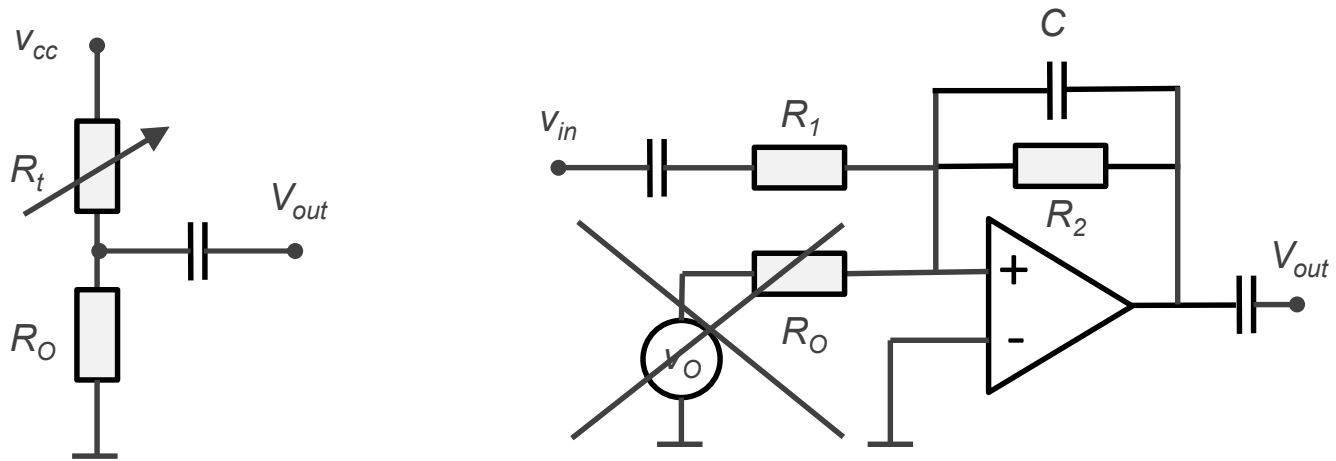 v_cc
R_t
V_out
R_O
C
v_in
R_1
R_2
R_O
v_O
+
-
V_out